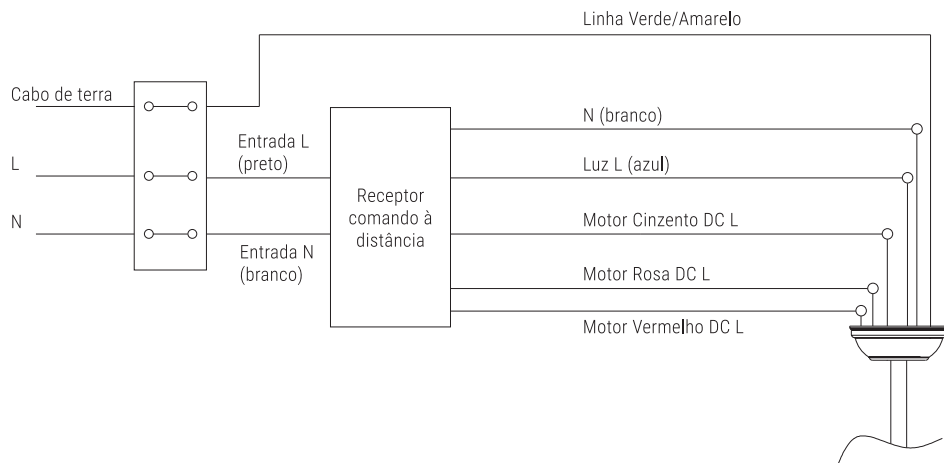 Linha Verde/Amarelo
Cabo de terra
L
N
Entrada L
(preto)
Entrada N
(branco)
Receptor
comando à
distância
N (branco)
Luz L (azul)
Motor Cinzento DC L
Motor Rosa DC L
Motor Vermelho DC L